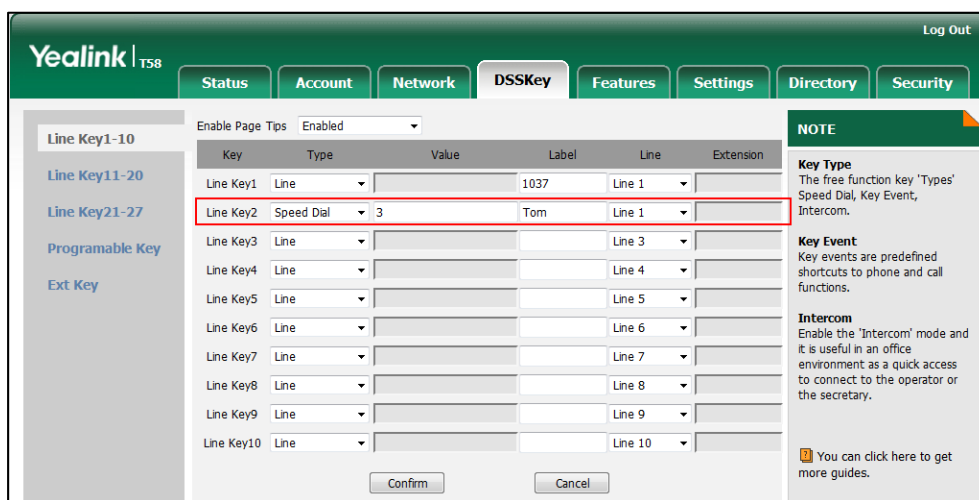 Log Out
Yealink | T58
Status Account Network DSSKey Features Settings Directory Security
Line Key1-10
Line Key11-20
Line Key21-27
Programable Key
Ext Key
Enable Page Tips Enabled
Key Type Value Label Line Extension
Line Key1 Line 1037 Line 1
Line Key2 Speed Dial 3 Tom Line 1
Line Key3 Line Line 3
Line Key4 Line Line 4
Line Key5 Line Line 5
Line Key6 Line Line 6
Line Key7 Line Line 7
Line Key8 Line Line 8
Line Key9 Line Line 9
Line Key10 Line Line 10
Confirm Cancel
NOTE
Key Type
The free function key 'Types'
Speed Dial, Key Event,
Intercom.
Key Event
Key events are predefined
shortcuts to phone and call
functions.
Intercom
Enable the 'Intercom' mode and
it is useful in an office
environment as a quick access
to connect to the operator or
the secretary.
You can click here to get
more guides.